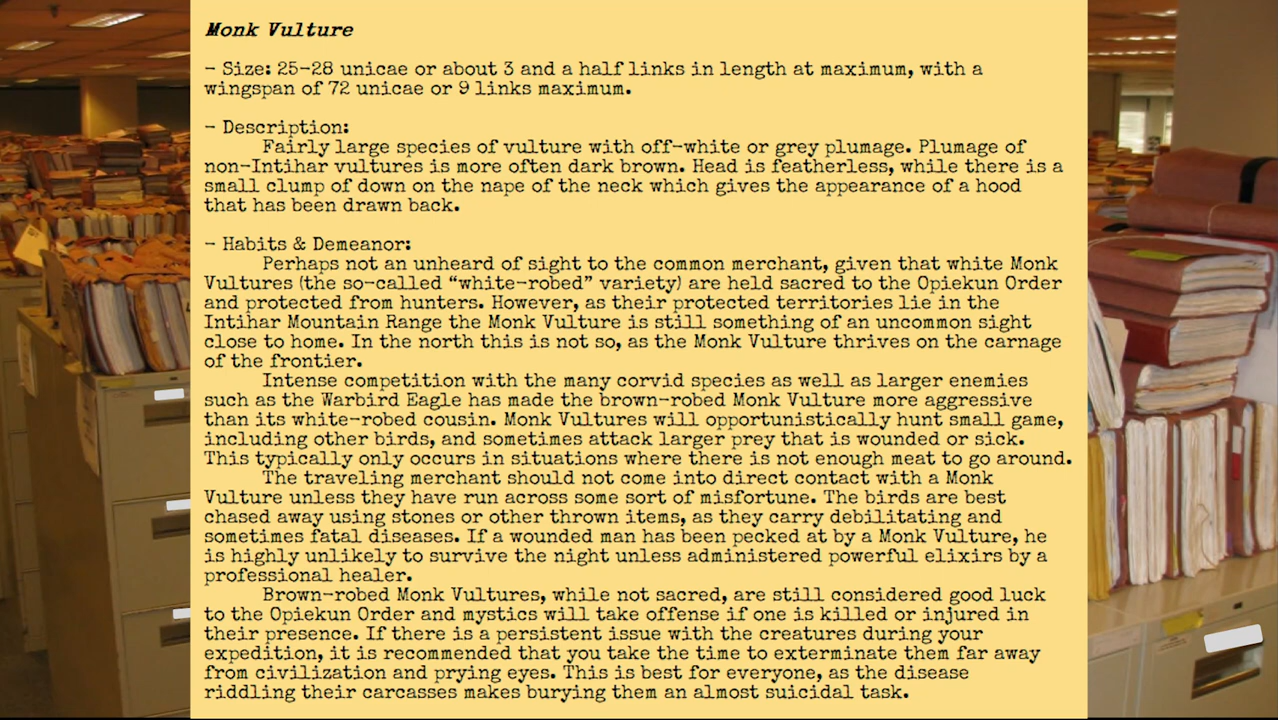 Monk Vulture
- Size: 25-28 unicae or about 3 and a half links in length at maximum, with a
wingspan of 72 unicae or 9 links maximum.
- Description:
Fairly large species of vulture with off-white or grey plumage. Plumage of
non-Intihar vultures is more often dark brown. Head is featherless, while there is a
small clump of down on the nape of the neck which gives the appearance of a hood
that has been drawn back.
- Habits & Demeanor:
Perhaps not an unheard of sight to the common merchant, given that white Monk
Vultures (the so-called “white-robed” variety) are held sacred to the Opiekun Order
and protected from hunters. However, as their protected territories lie in the
Intihar Mountain Range the Monk Vulture is still something of an uncommon sight
close to home. In the north this is not so, as the Monk Vulture thrives on the carnage
of the frontier.
Intense competition with the many corvid species as well as larger enemies
such as the Warbird Eagle has made the brown-robed Monk Vulture more aggressive
than its white-robed cousin. Monk Vultures will opportunistically hunt small game,
including other birds, and sometimes attack larger prey that is wounded or sick.
This typically only occurs in situations where there is not enough meat to go around.
The traveling merchant should not come into direct contact with a Monk
Vulture unless they have run across some sort of misfortune. The birds are best
chased away using stones or other thrown items, as they carry debilitating and
sometimes fatal diseases. If a wounded man has been pecked at by a Monk Vulture, he
is highly unlikely to survive the night unless administered powerful elixirs by a
professional healer.
Brown-robed Monk Vultures, while not sacred, are still considered good luck
to the Opiekun Order and mystics will take offense if one is killed or injured in
their presence. If there is a persistent issue with the creatures during your
expedition, it is recommended that you take the time to exterminate them far away
from civilization and prying eyes. This is best for everyone, as the disease
riddling their carcasses makes burying them an almost suicidal task.